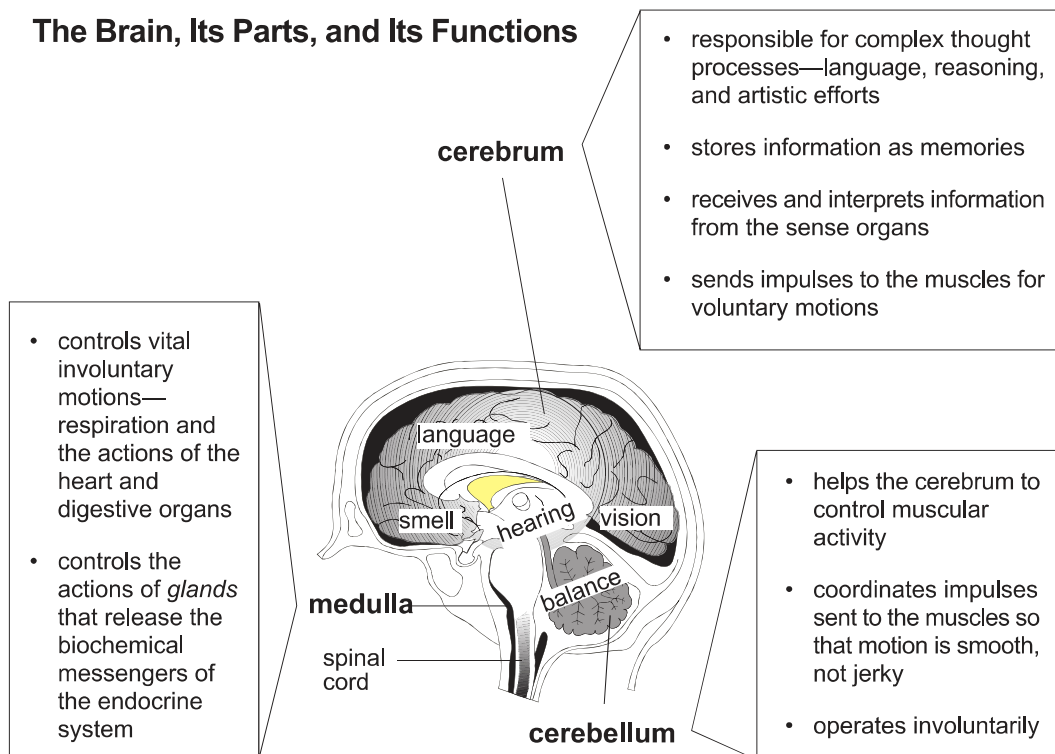 The Brain, Its Parts, and Its Functions
• responsible for complex thought
processes—language, reasoning,
and artistic efforts
• stores information as memories
• receives and interprets information
from the sense organs
• sends impulses to the muscles for
voluntary motions
cerebrum
• controls vital
involuntary
motions—
respiration and
the actions of the
heart and
digestive organs
• controls the
actions of glands
that release the
biochemical
messengers of
the endocrine
system
language
smell
hearing
vision
balance
medulla
spinal
cord
cerebellum
• helps the cerebrum to
control muscular
activity
• coordinates impulses
sent to the muscles so
that motion is smooth,
not jerky
• operates involuntarily